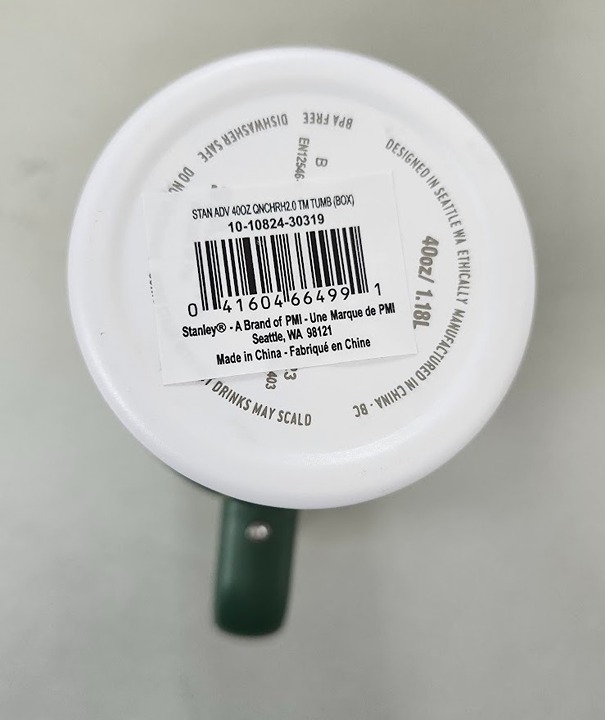 STAN ADV 40OZ QNCHRH2.0 TM TUMB (BOX)
10-10824-30319
0 41604 66499 1
Stanley® - A Brand of PMI - Une Marque de PMI
Seattle, WA 98121
Made in China - Fabriqué en Chine
DESIGNED IN SEATTLE WA ETHICALLY MANUFACTURED IN CHINA · BC
40oz/ 1.18L
BPA FREE
DISHWASHER SAFE
B
EN12546-
403
DRINKS MAY SCALD